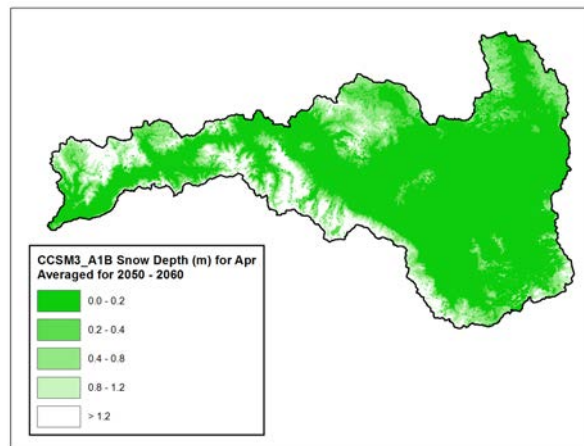 CCSM3_A1B Snow Depth (m) for Apr
Averaged for 2050 - 2060
0.0 - 0.2
0.2 - 0.4
0.4 - 0.8
0.8 - 1.2
> 1.2